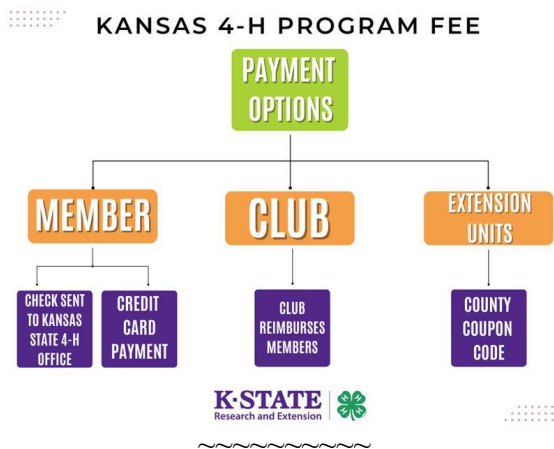 KANSAS 4-H PROGRAM FEE
PAYMENT
OPTIONS
MEMBER
CLUB
EXTENSION
UNITS
CHECK SENT
TO KANSAS
STATE 4-H
OFFICE
CREDIT
CARD
PAYMENT
CLUB
REIMBURSES
MEMBERS
COUNTY
COUPON
CODE
K-STATE
Research and Extension
H H H H
~~~~~~~~~~